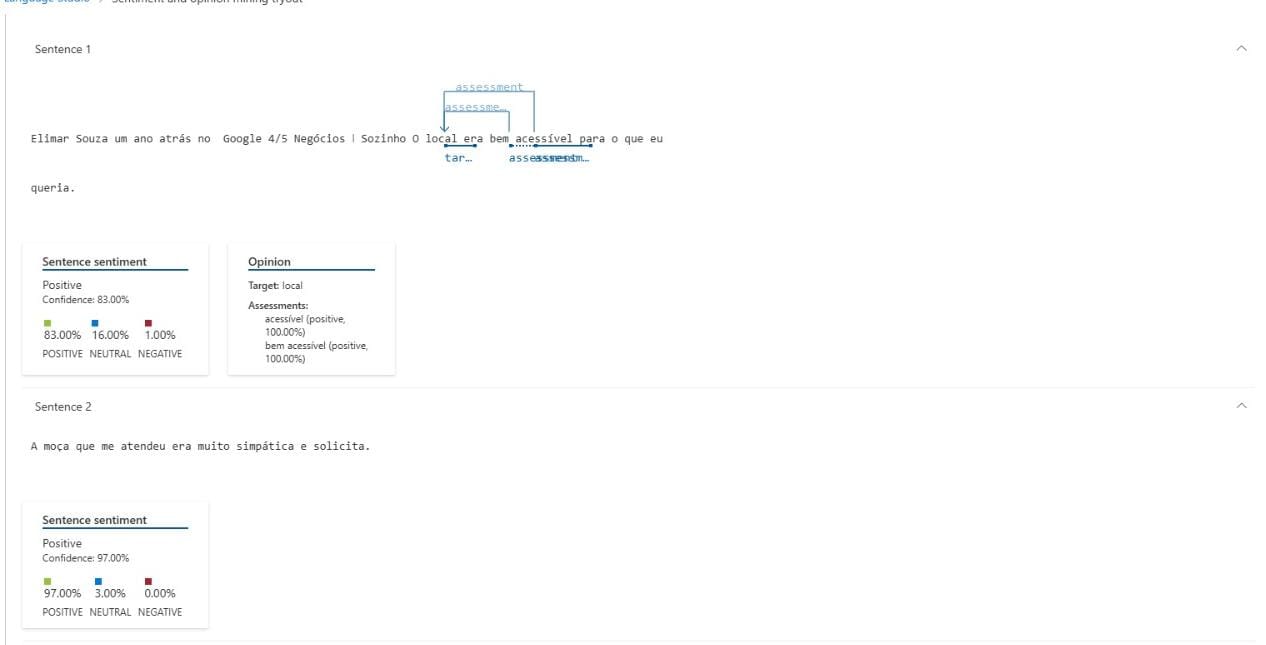 Language Studio > Sentiment and opinion mining tryout
Sentence 1
assessment
assessme…
Elimar Souza um ano atrás no Google 4/5 Negócios | Sozinho O local era bem acessível para o que eu
tar… assessment assessm…
queria.
Sentence sentiment
Positive
Confidence: 83.00%
83.00% 16.00% 1.00%
POSITIVE NEUTRAL NEGATIVE
Opinion
Target: local
Assessments:
acessível (positive,
100.00%)
bem acessível (positive,
100.00%)
Sentence 2
A moça que me atendeu era muito simpática e solicita.
Sentence sentiment
Positive
Confidence: 97.00%
97.00% 3.00% 0.00%
POSITIVE NEUTRAL NEGATIVE